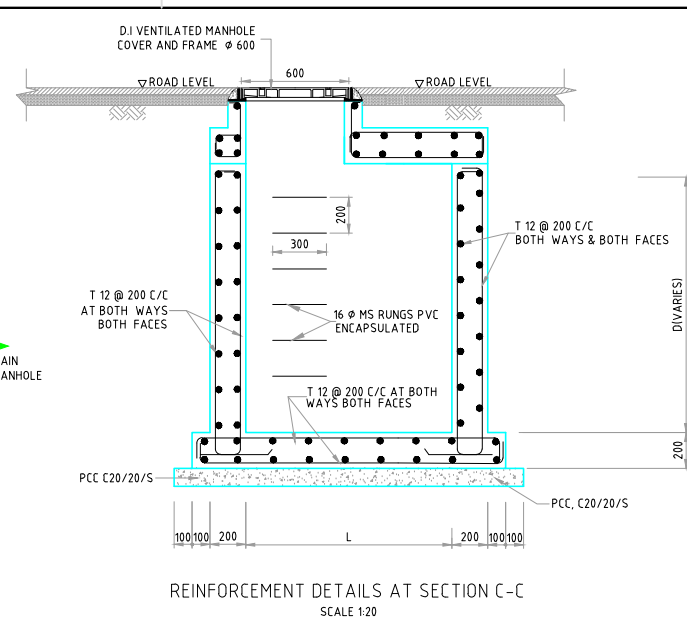 D.I VENTILATED MANHOLE
COVER AND FRAME Ø 600
600
ROAD LEVEL
ROAD LEVEL
200
300
T 12 @ 200 C/C
BOTH WAYS & BOTH FACES
T 12 @ 200 C/C
AT BOTH WAYS
BOTH FACES
16 Ø MS RUNGS PVC
ENCAPSULATED
D(VARIES)
AIN
ANHOLE
T 12 @ 200 C/C AT BOTH
WAYS BOTH FACES
200
PCC C20/20/S
PCC, C20/20/S
100 100 200 L 200 100 100
REINFORCEMENT DETAILS AT SECTION C-C
SCALE 1:20